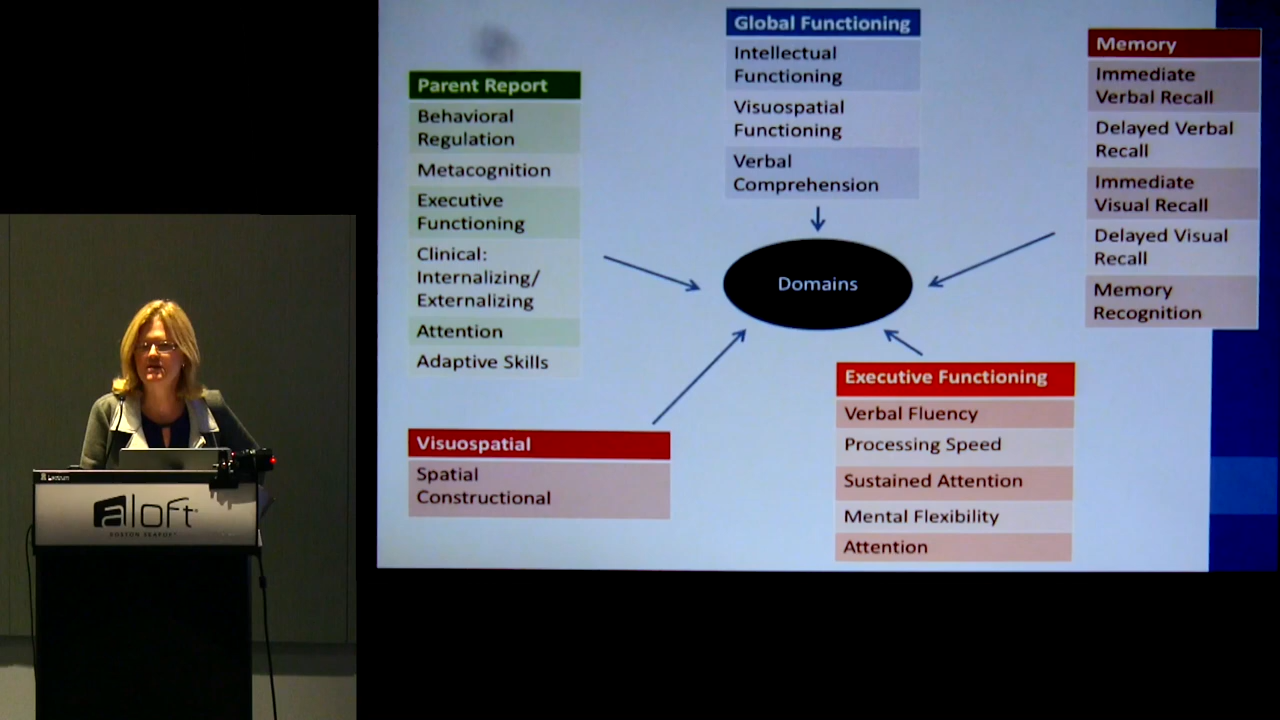 Global Functioning
Intellectual
Functioning
Visuospatial
Functioning
Verbal
Comprehension
Memory
Immediate
Verbal Recall
Delayed Verbal
Recall
Immediate
Visual Recall
Delayed Visual
Recall
Memory
Recognition
Parent Report
Behavioral
Regulation
Metacognition
Executive
Functioning
Clinical:
Internalizing/
Externalizing
Attention
Adaptive Skills
Domains
Executive Functioning
Verbal Fluency
Processing Speed
Sustained Attention
Mental Flexibility
Attention
Visuospatial
Spatial
Constructional
aloft
BOSTON SEAPORT